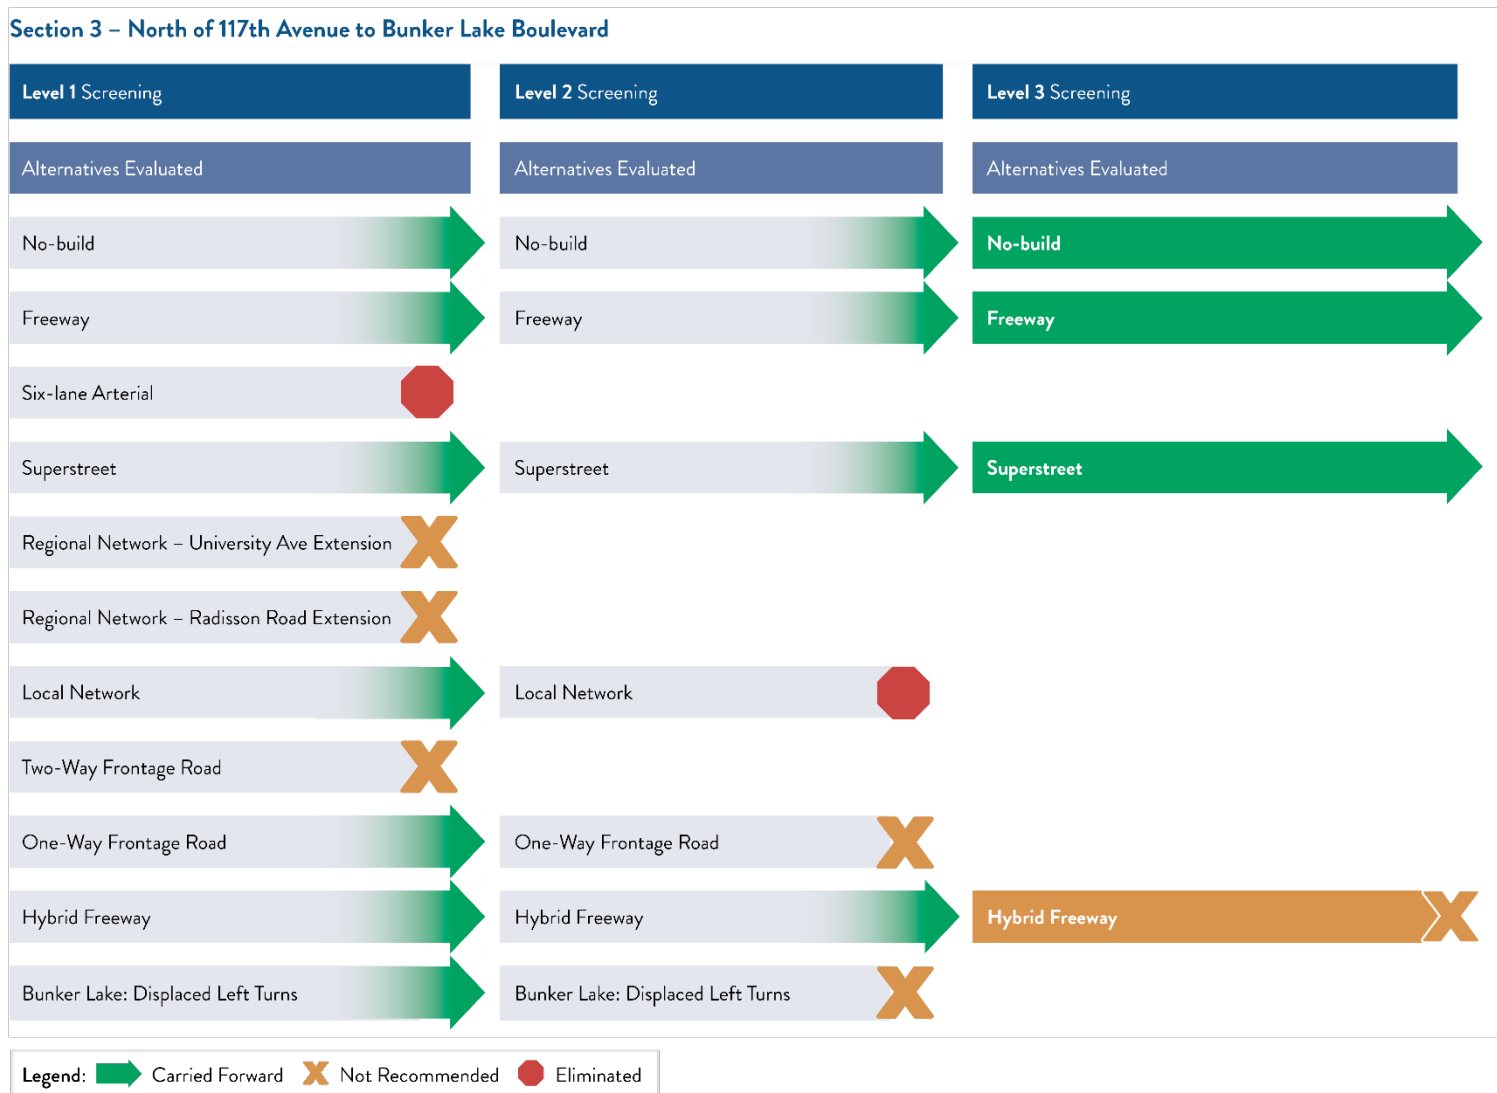 Section 3 – North of 117th Avenue to Bunker Lake Boulevard
Level 1 Screening
Level 2 Screening
Level 3 Screening
Alternatives Evaluated
Alternatives Evaluated
Alternatives Evaluated
No-build
No-build
No-build
Freeway
Freeway
Freeway
Six-lane Arterial
Superstreet
Superstreet
Superstreet
Regional Network – University Ave Extension
Regional Network – Radisson Road Extension
Local Network
Local Network
Two-Way Frontage Road
One-Way Frontage Road
One-Way Frontage Road
Hybrid Freeway
Hybrid Freeway
Hybrid Freeway
Bunker Lake: Displaced Left Turns
Bunker Lake: Displaced Left Turns
Legend: Carried Forward Not Recommended Eliminated